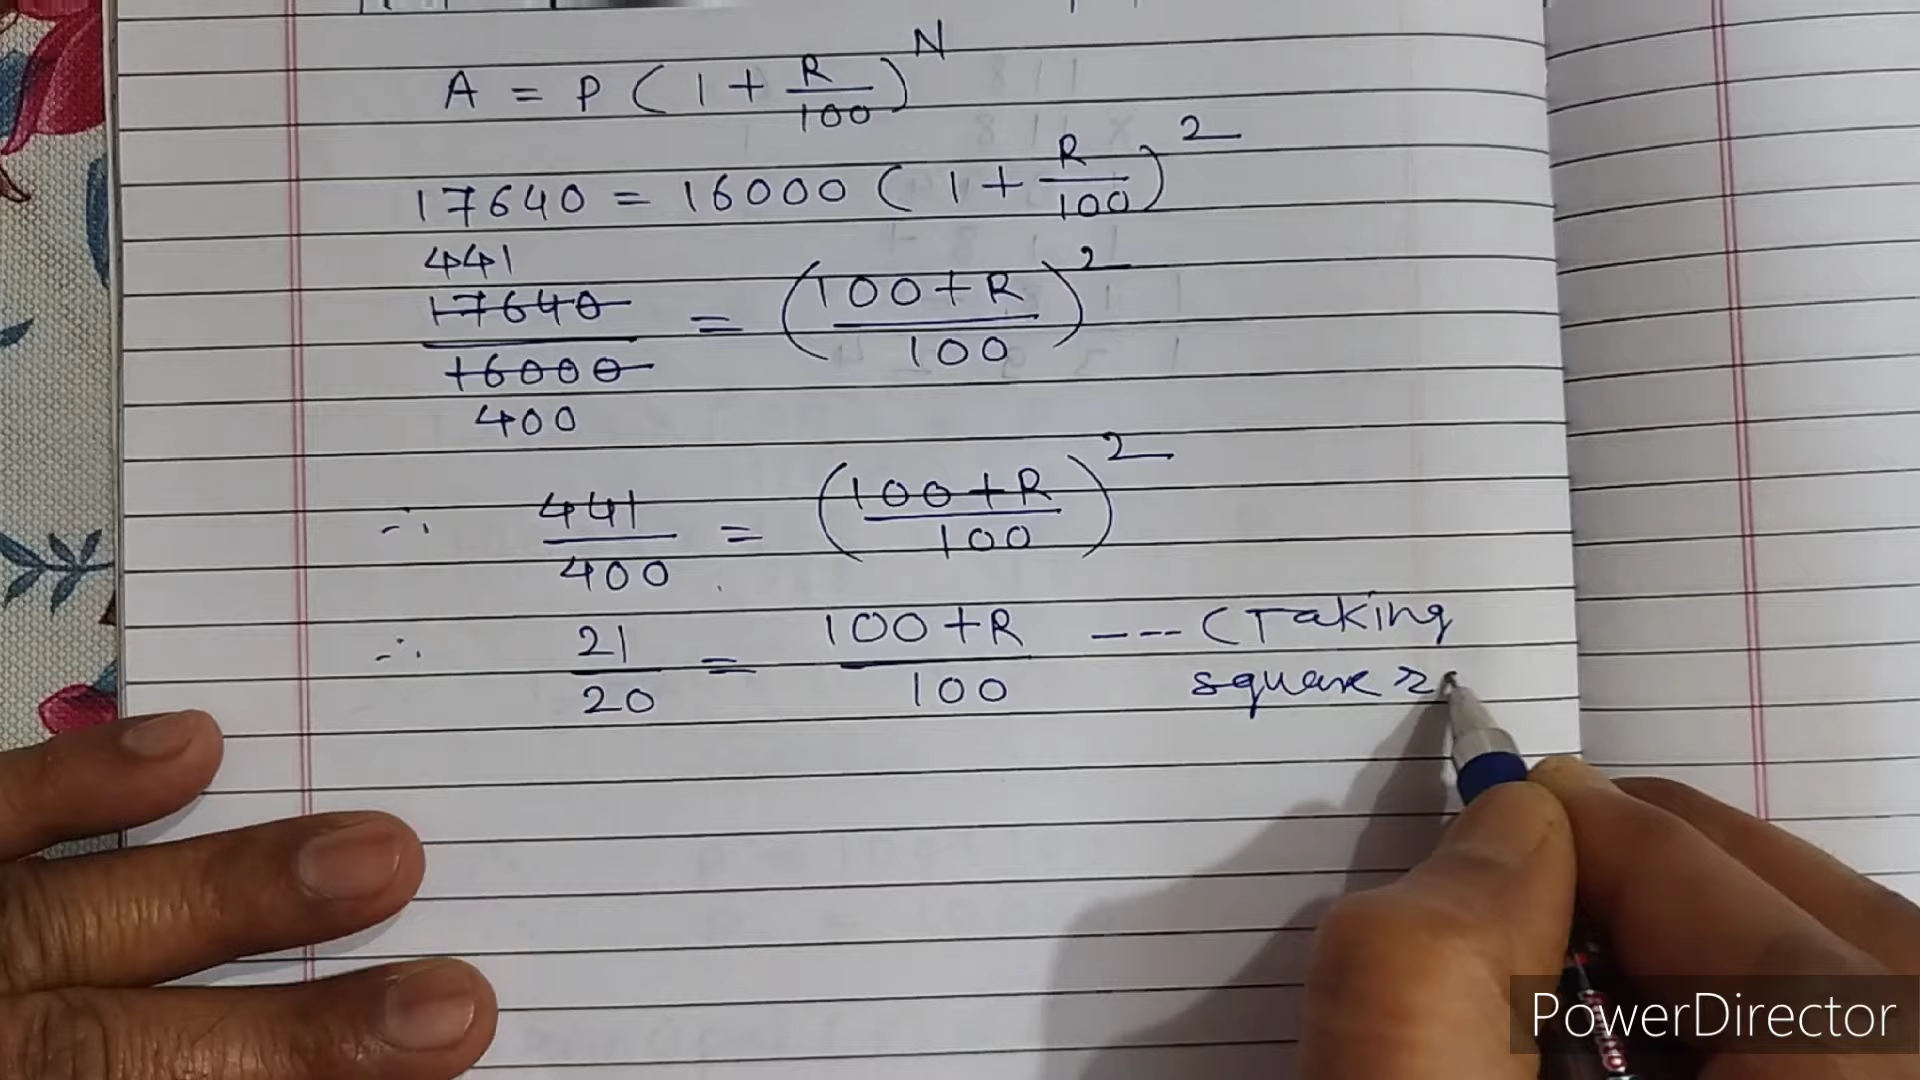 A = P ( 1 + R/100 )^N
17640 = 16000 ( 1 + R/100 )^2
441
17640/16000 = ( 100 + R / 100 )^2
400
∴ 441/400 = ( 100 + R / 100 )^2
∴ 21/20 = 100 + R / 100 --- ( Taking
square
PowerDirector